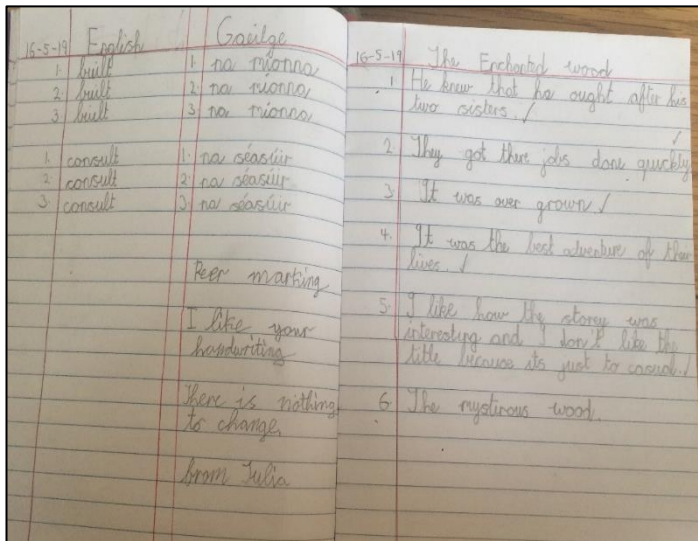 16-5-19 English Gaeilge
1. built 1. na míonna
2. built 2. na míonna
3. built 3. na míonna
1. consult 1. na séasúir
2. consult 2. na séasúir
3. consult 3. na séasúir
Peer marking
I like your
handwriting
There is nothing
to change
from Julia
16-5-19 The Enchanted wood
1. He knew that he ought after his
two sisters. ✓
2. They got there jobs done quickly. ✓
3. It was over grown ✓
4. It was the best adventure of their
lives. ✓
5. I like how the storey was
interesting and I don't like the
title because its just to casual. ✓
6. The mystirous wood.